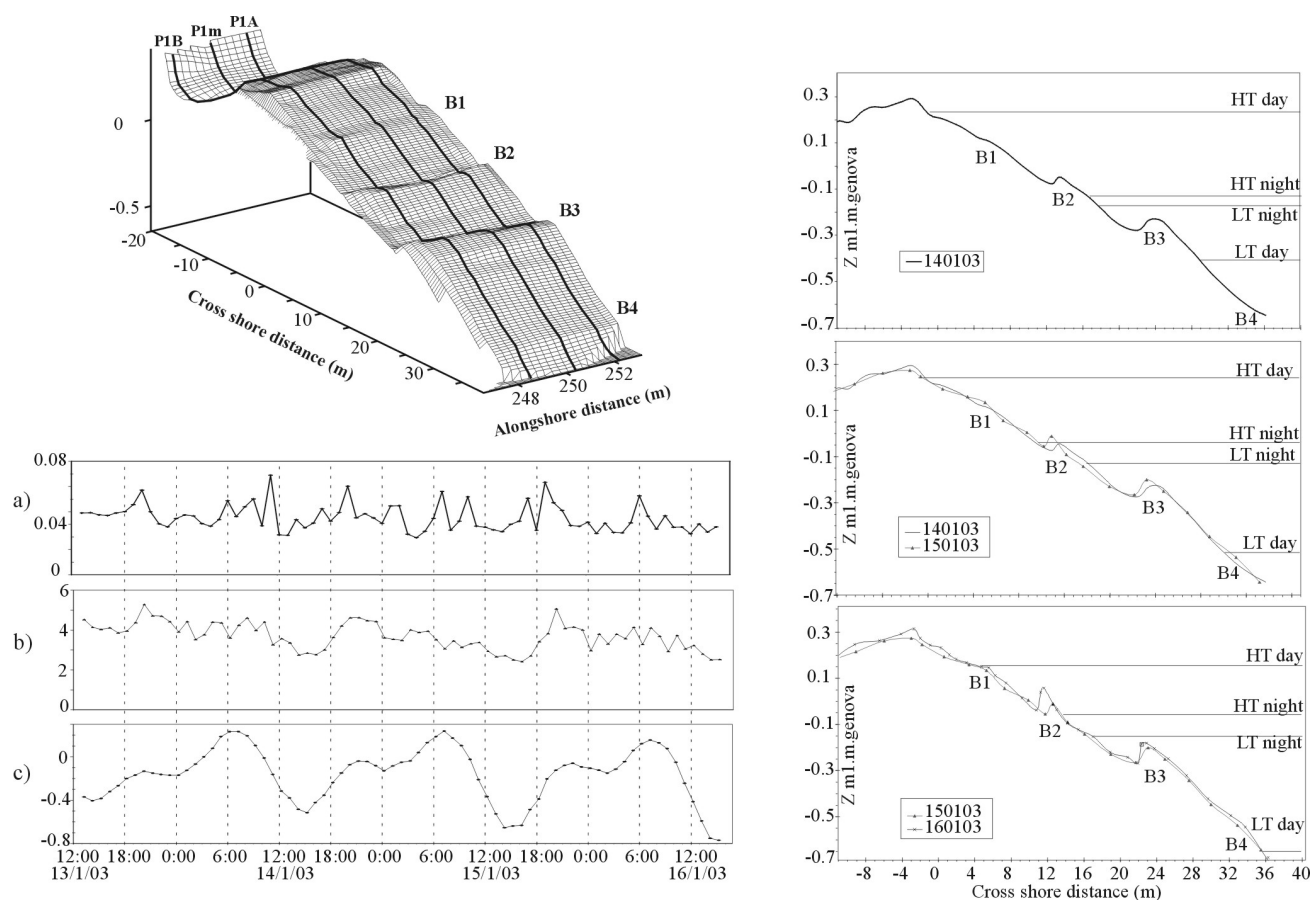 P1B P1m P1A
B1
B2
B3
B4
0
-0.5
-20
-10
0
10
20
30
Cross shore distance (m)
248 250 252
Alongshore distance (m)
a)
0.08
0.04
0
b)
6
4
2
0
c)
0
-0.4
-0.8
12:00 18:00 0:00 6:00 12:00 18:00 0:00 6:00 12:00 18:00 0:00 6:00 12:00
13/1/03 14/1/03 15/1/03 16/1/03
Z m l.m.genova
0.3
0.1
-0.1
-0.3
-0.5
-0.7
HT day
B1
HT night
B2
LT night
B3
LT day
140103
B4
Z m l.m.genova
0.3
0.1
-0.1
-0.3
-0.5
-0.7
HT day
B1
HT night
B2
LT night
B3
140103
150103
LT day
B4
Z m l.m.genova
0.3
0.1
-0.1
-0.3
-0.5
-0.7
HT day
B1
HT night
B2
LT night
B3
150103
160103
LT day
B4
-8 -4 0 4 8 12 16 20 24 28 32 36 40
Cross shore distance (m)